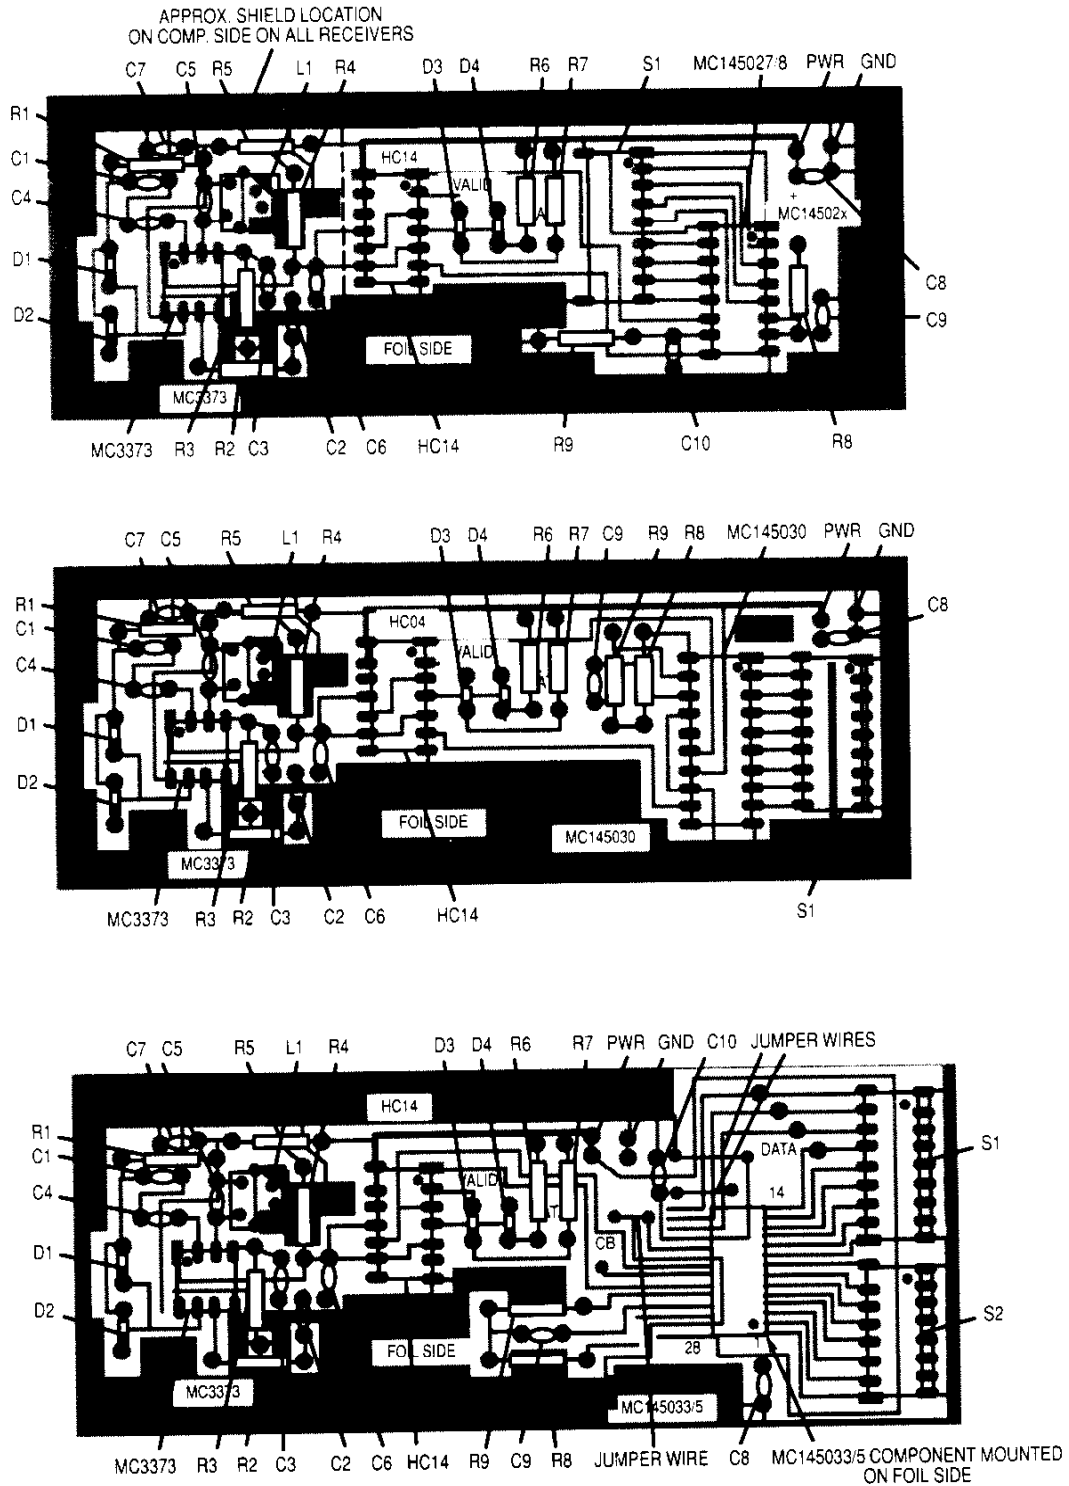 APPROX. SHIELD LOCATION
ON COMP. SIDE ON ALL RECEIVERS
C7 C5 R5 L1 R4 D3 D4 R6 R7 S1 MC145027/8 PWR GND
R1
C1
C4
D1
D2
HC14
VALID
A
+
MC14502x
C8
C9
FOIL SIDE
MC3373
MC3373 R3 R2 C3 C2 C6 HC14 R9 C10 R8
C7 C5 R5 L1 R4 D3 D4 R6 R7 C9 R9 R8 MC145030 PWR GND
R1
C1
C4
D1
D2
HC04
VALID
A
C8
FOIL SIDE
MC145030
MC3373
MC3373 R3 R2 C3 C2 C6 HC14 S1
C7 C5 R5 L1 R4 D3 D4 R6 R7 PWR GND C10 JUMPER WIRES
R1
C1
C4
D1
D2
HC14
VALID
AT
DATA
14
CB
S1
S2
28 1
FOIL SIDE
MC3373
MC145033/5
MC3373 R3 R2 C3 C2 C6 HC14 R9 C9 R8 JUMPER WIRE C8 MC145033/5 COMPONENT MOUNTED
ON FOIL SIDE